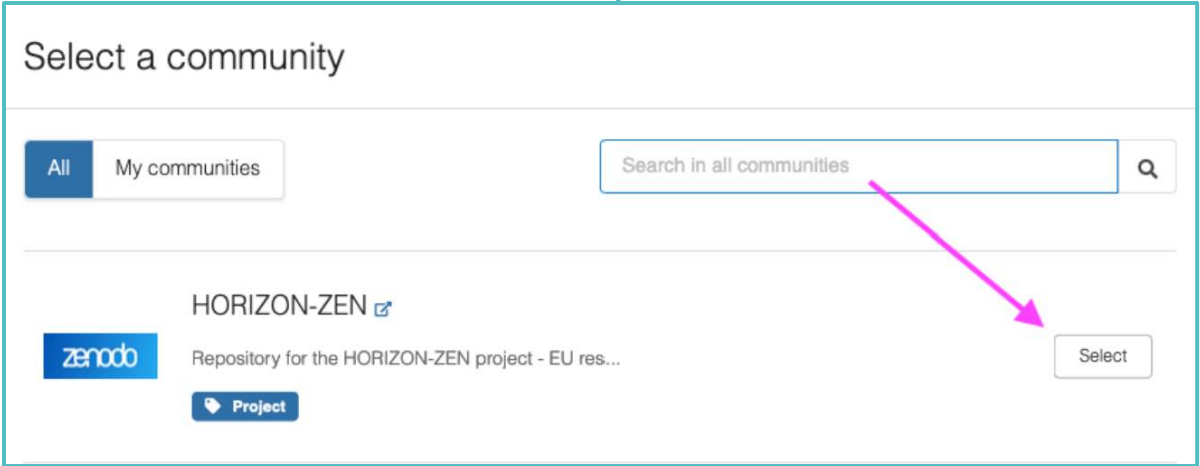 Select a community
All My communities Search in all communities
HORIZON-ZEN
zenodo Repository for the HORIZON-ZEN project - EU res... Select
Project